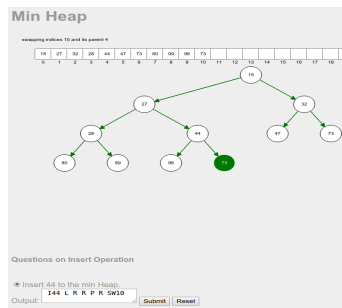 Min Heap
swapping indices 10 and its parent 4
15 27 32 28 44 47 73 80 99 96 73
0 1 2 3 4 5 6 7 8 9 10 11 12 13 14 15 16 17 18
15
27 32
28 44 47 73
80 99 96 73
Questions on Insert Operation
Insert 44 to the min Heap.
Output: I44 L R R P R SW10 Submit Reset